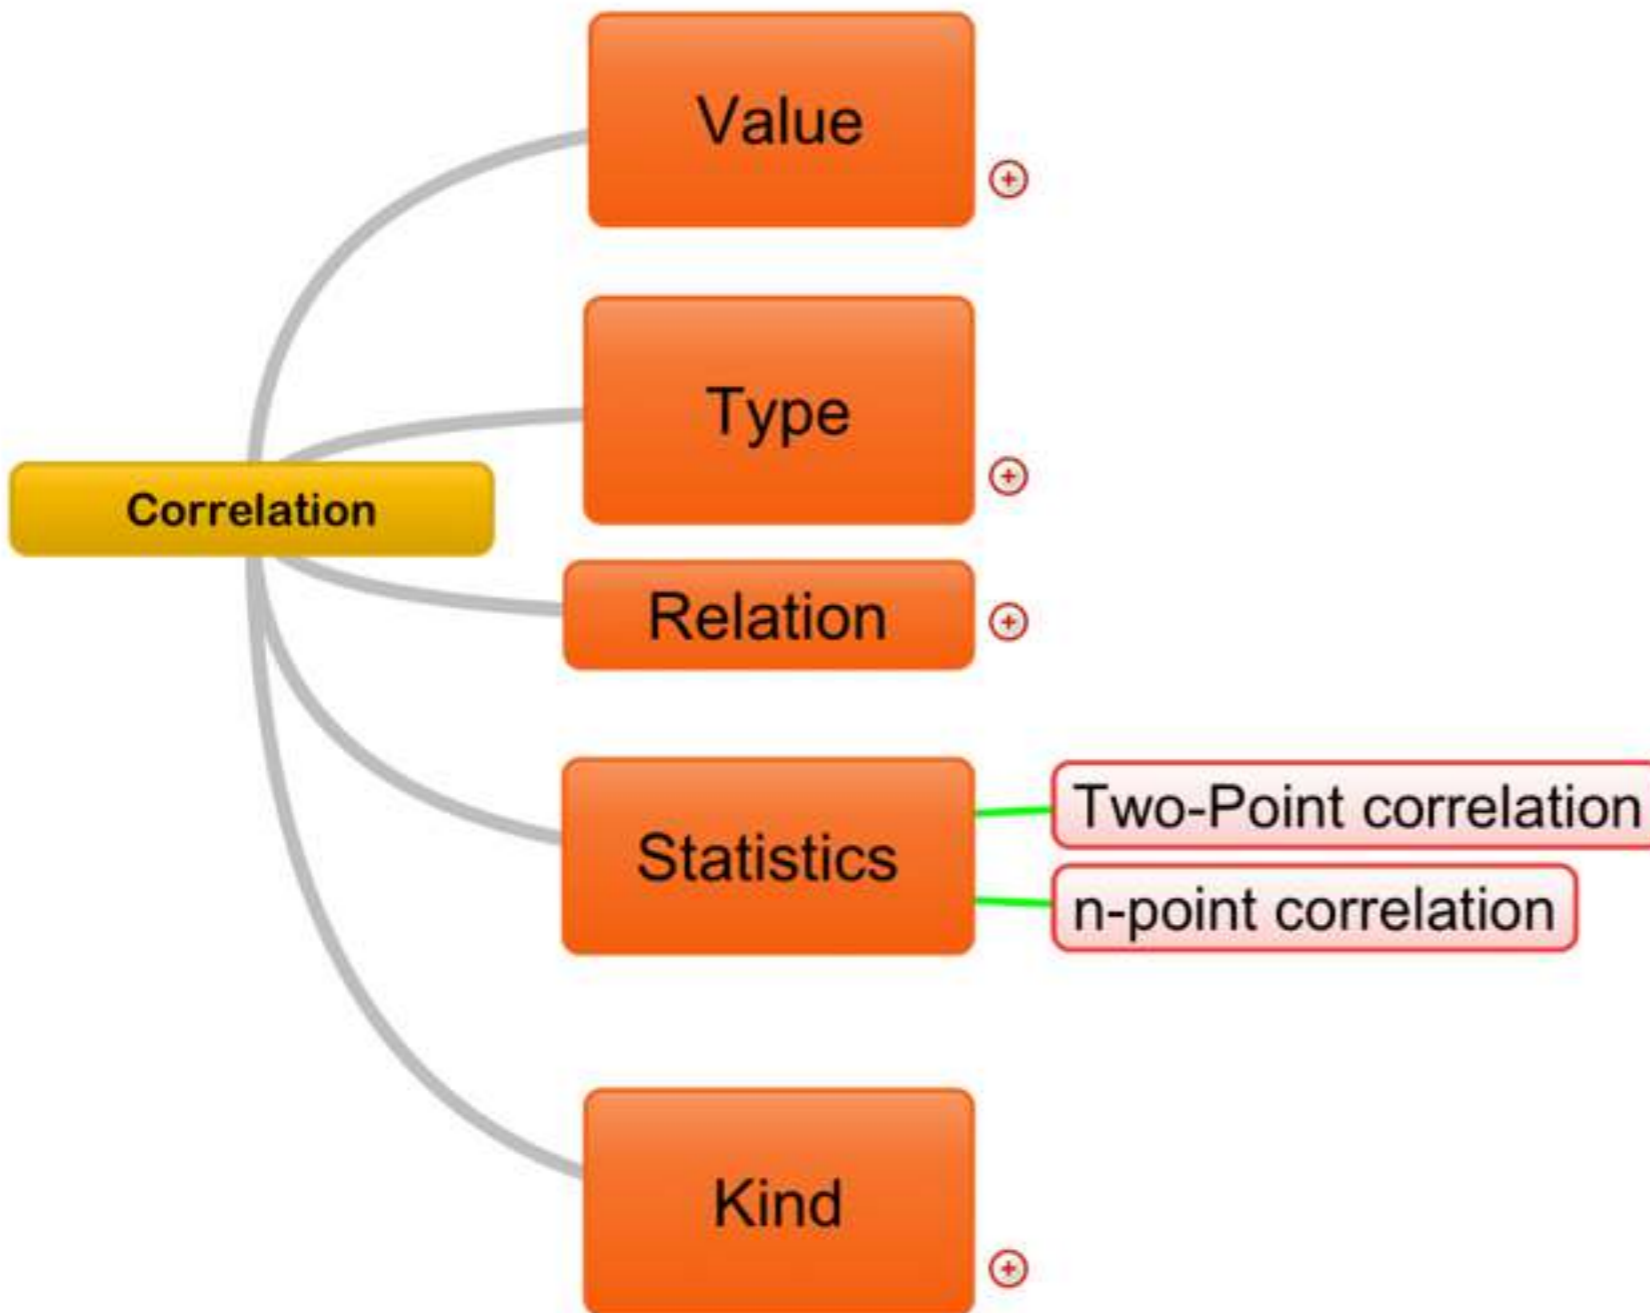 Value
Type
Correlation
Relation
Statistics
Two-Point correlation
n-point correlation
Kind